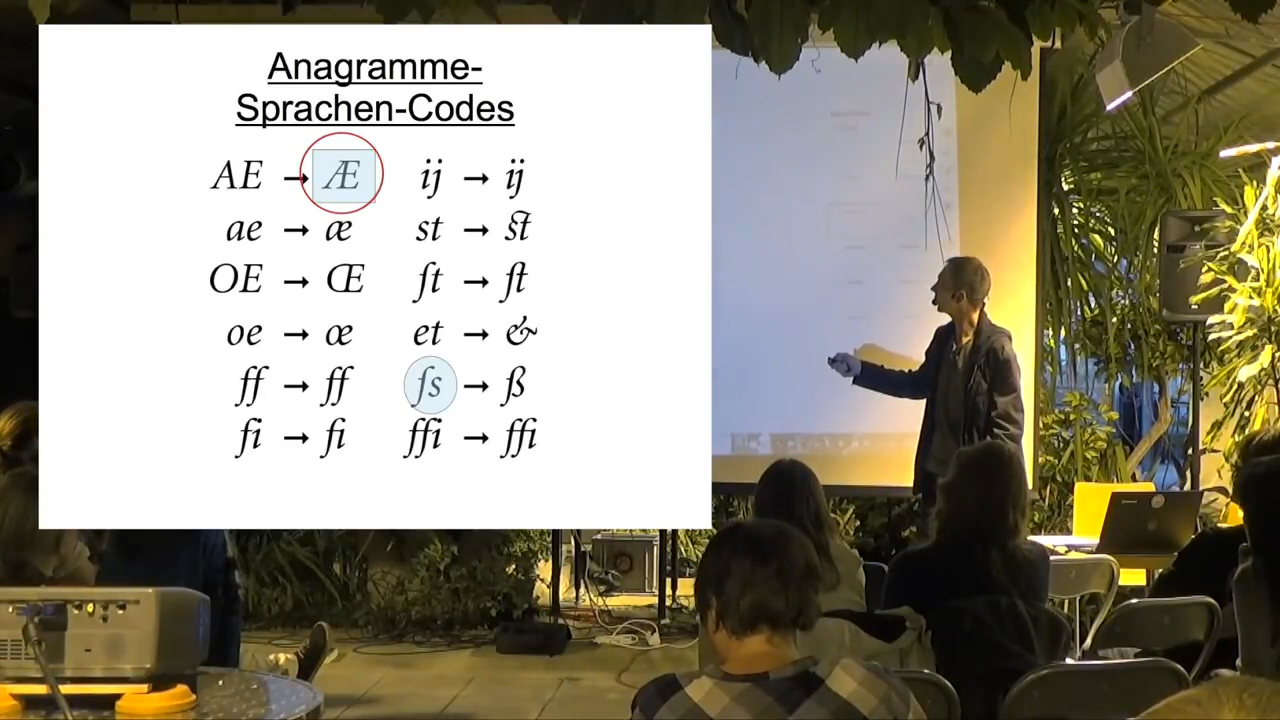 Anagramme-
Sprachen-Codes
AE → Æ ij → ij
ae → æ st → st
OE → Œ ſt → ſt
oe → œ et → &
ff → ff ſs → ß
fi → fi ffi → ffi